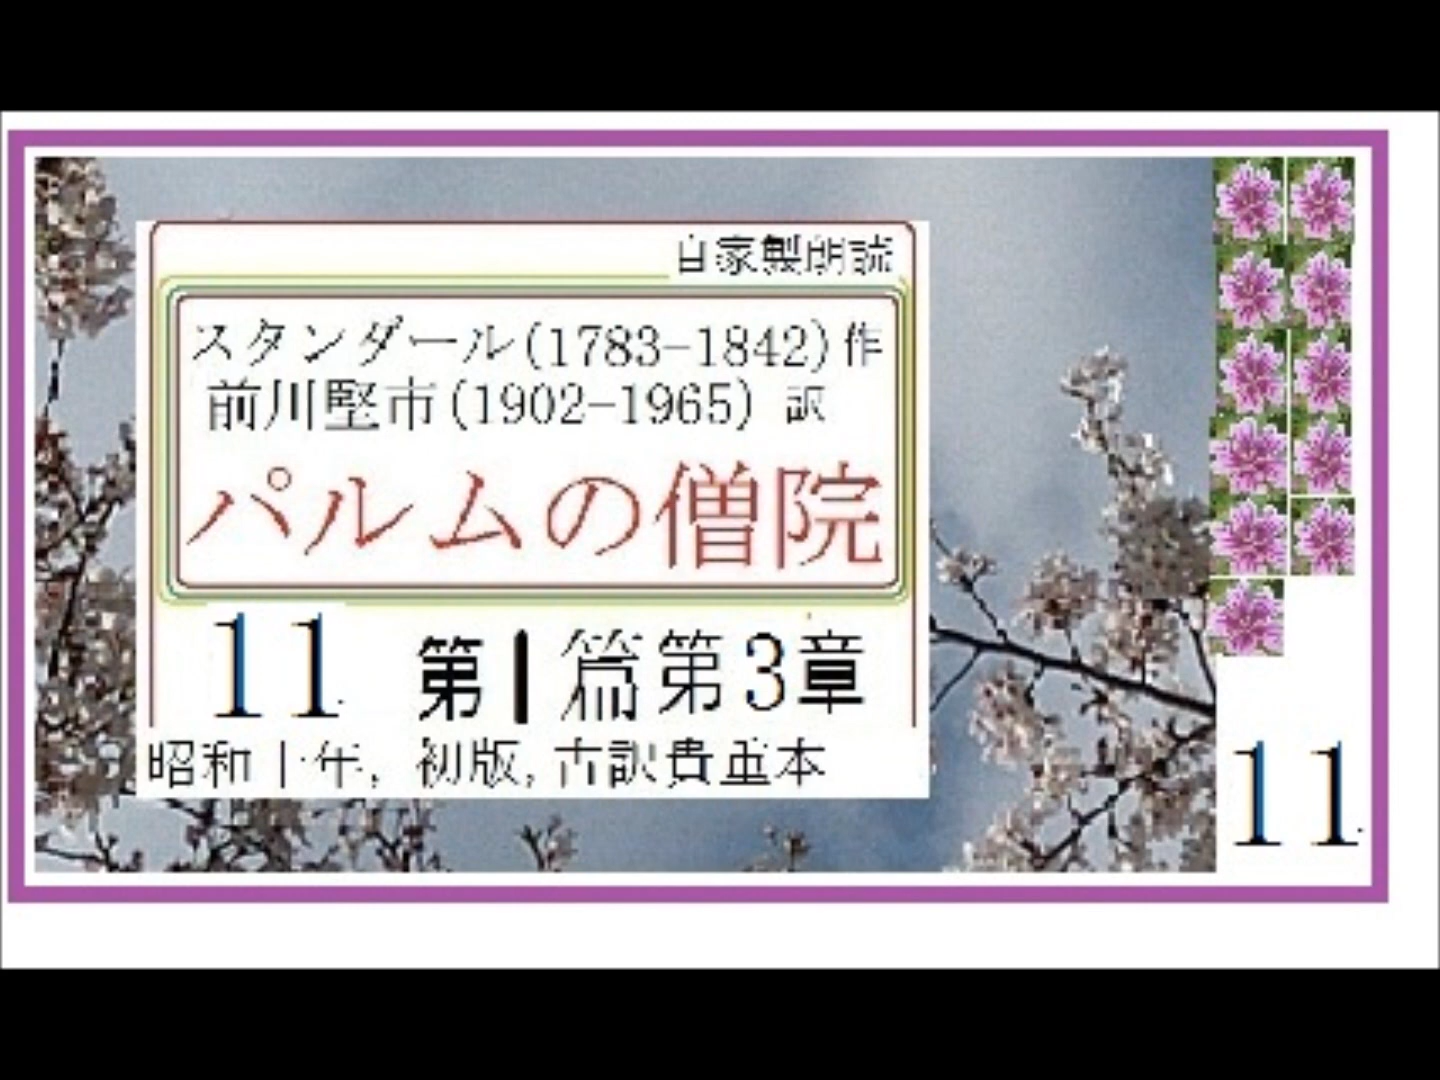 自家製朗読
スタンダール(1783-1842)作
前川堅市(1902-1965) 訳
パルムの僧院
11 第1篇第3章
昭和十年, 初版, 古訳貴重本
11